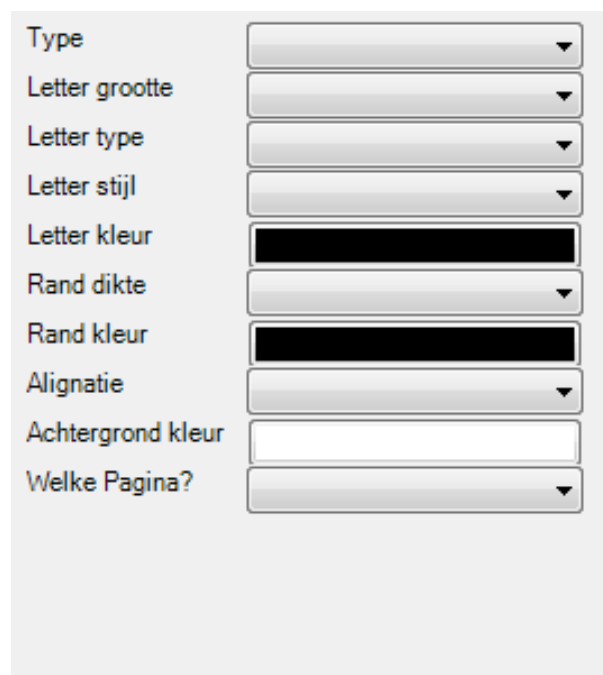 Type
Letter grootte
Letter type
Letter stijl
Letter kleur
Rand dikte
Rand kleur
Alignatie
Achtergrond kleur
Welke Pagina?